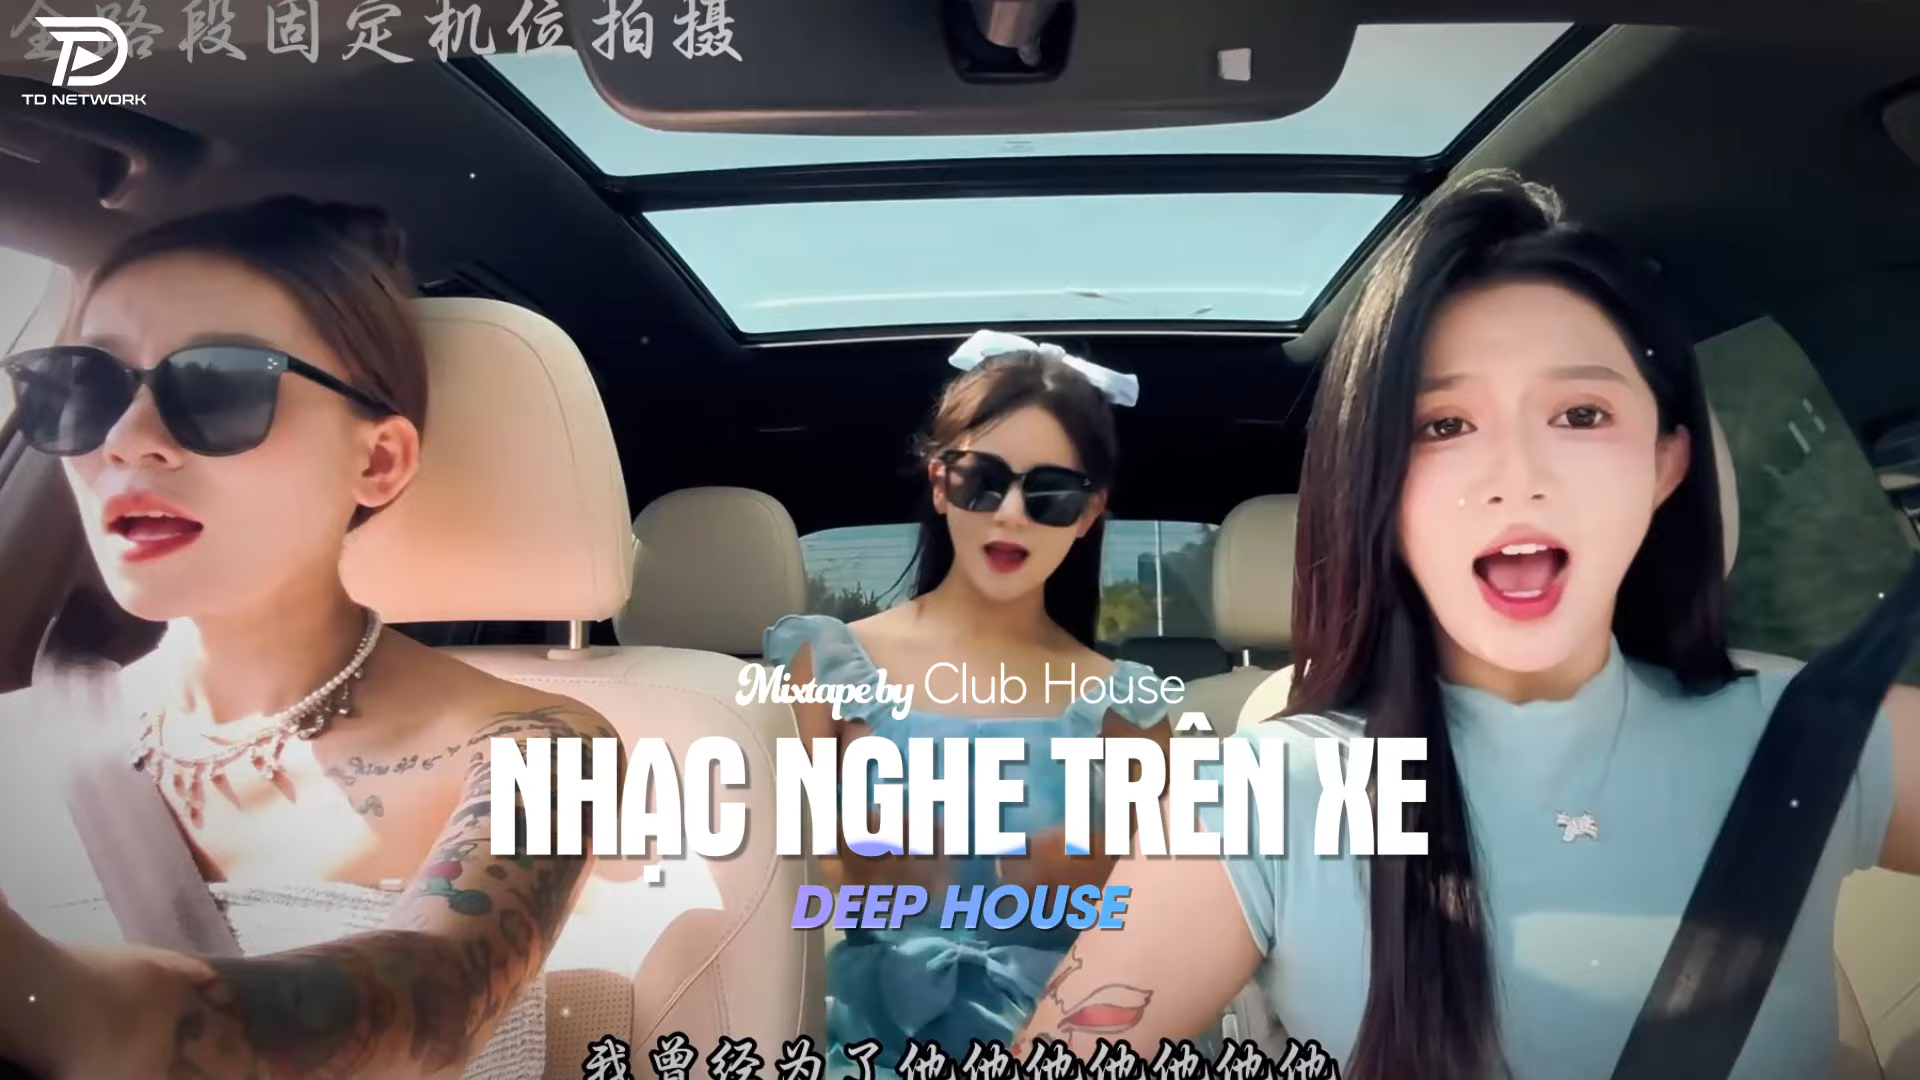 全路段固定机位拍摄
TD NETWORK
Mixtape by Club House
NHẠC NGHE TRÊN XE
DEEP HOUSE
我曾经为了他他他他他他他